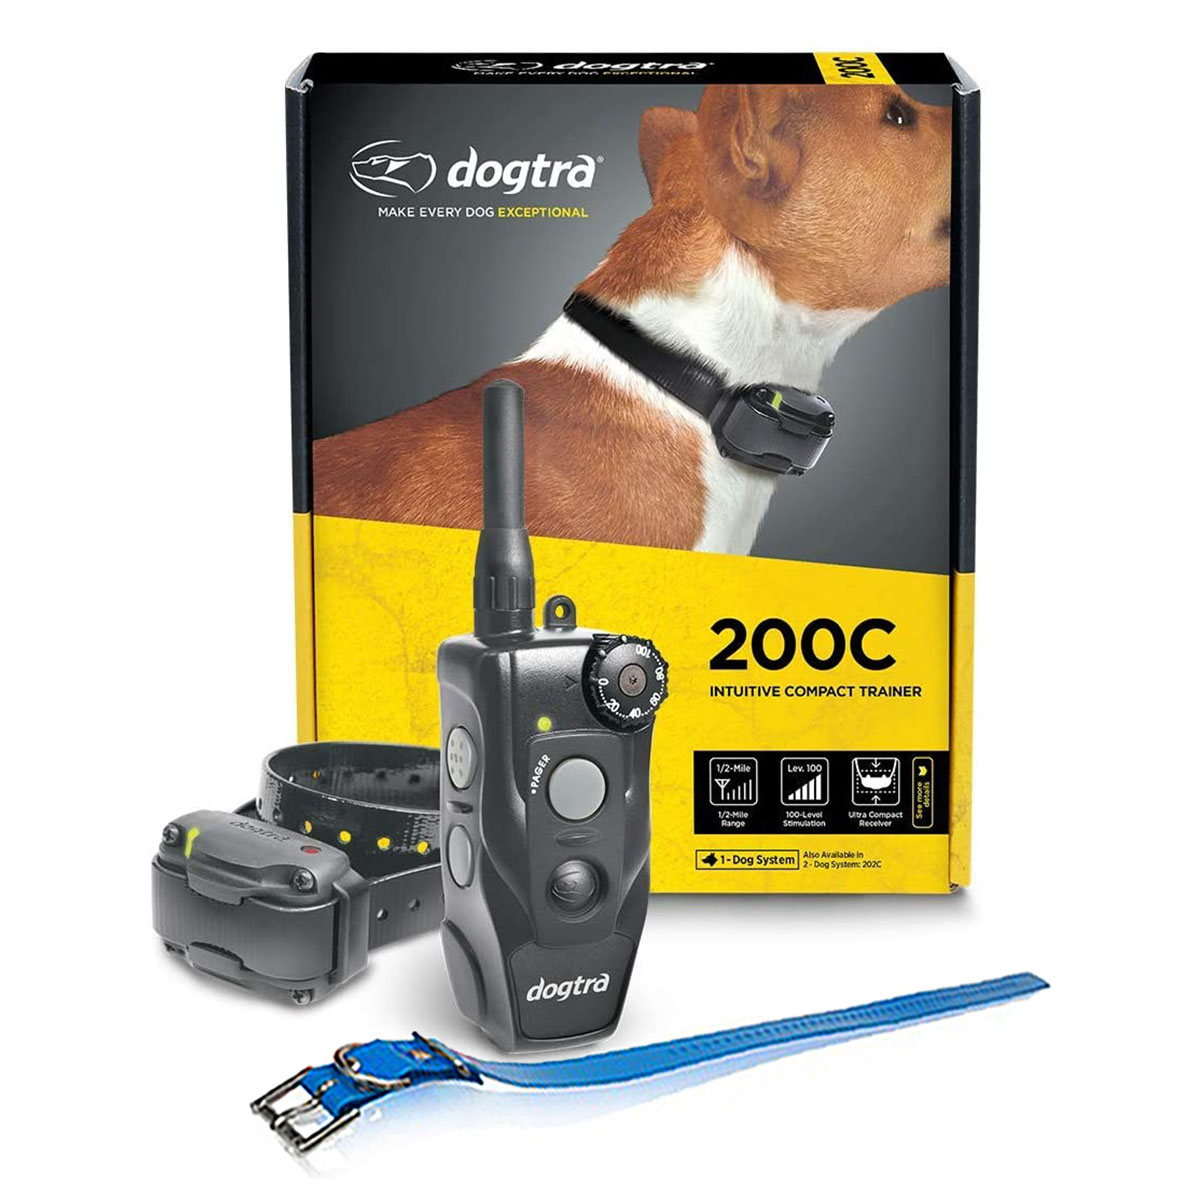 dogtra
MAKE EVERY DOG EXCEPTIONAL
200C
dogtra®
MAKE EVERY DOG EXCEPTIONAL
200C
INTUITIVE COMPACT TRAINER
1/2-Mile
1/2-Mile
Range
Lev. 100
100-Level
Stimulation
Ultra Compact
Receiver
See more
details
1-Dog System
Also Available in
2-Dog System: 202C
0 20 40 60 80 100
•PAGER
dogtra
dogtra